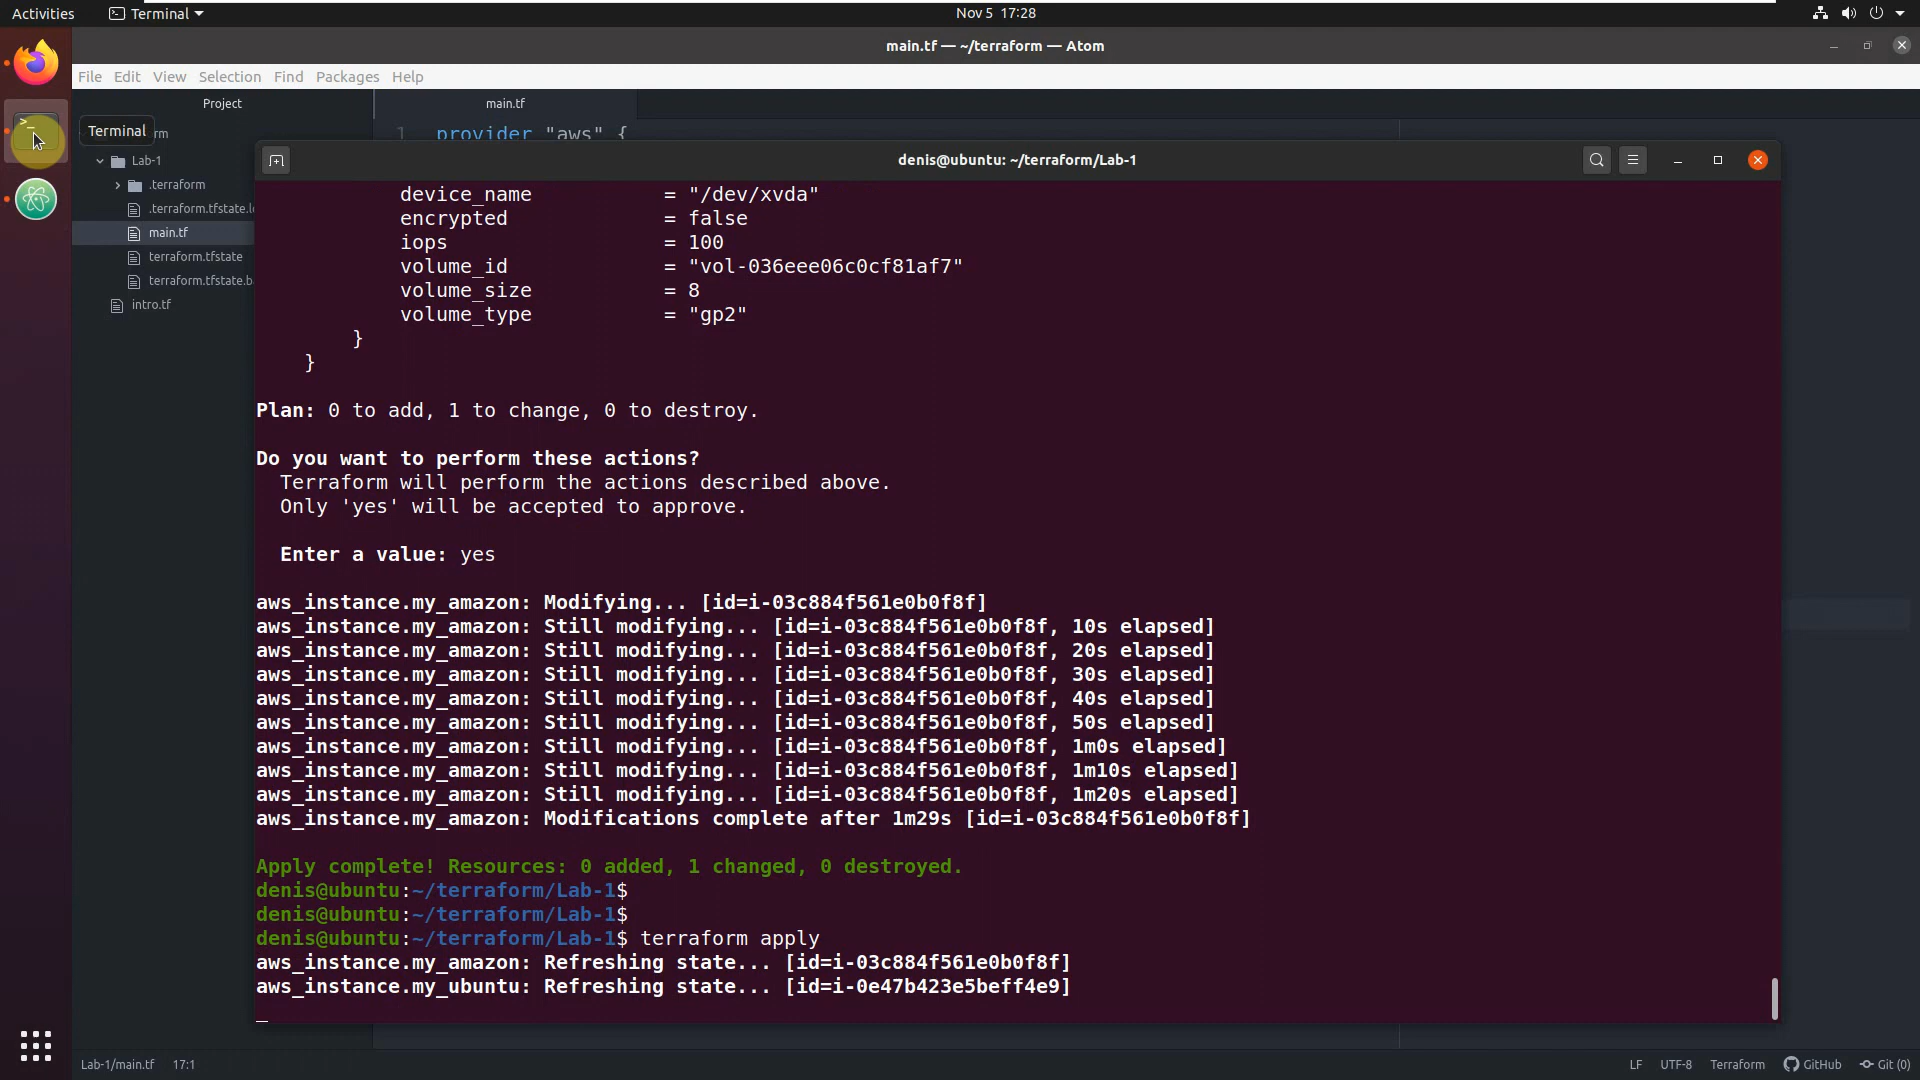 Activities
Terminal
Nov 5 17:28
main.tf — ~/terraform — Atom
File Edit View Selection Find Packages Help
Project
main.tf
1 provider "aws" {
Terminal
rm
Lab-1
.terraform
.terraform.tfstate.l
main.tf
terraform.tfstate
terraform.tfstate.b
intro.tf
denis@ubuntu: ~/terraform/Lab-1
device_name = "/dev/xvda"
encrypted = false
iops = 100
volume_id = "vol-036eee06c0cf81af7"
volume_size = 8
volume_type = "gp2"
}
}
Plan: 0 to add, 1 to change, 0 to destroy.
Do you want to perform these actions?
Terraform will perform the actions described above.
Only 'yes' will be accepted to approve.
Enter a value: yes
aws_instance.my_amazon: Modifying... [id=i-03c884f561e0b0f8f]
aws_instance.my_amazon: Still modifying... [id=i-03c884f561e0b0f8f, 10s elapsed]
aws_instance.my_amazon: Still modifying... [id=i-03c884f561e0b0f8f, 20s elapsed]
aws_instance.my_amazon: Still modifying... [id=i-03c884f561e0b0f8f, 30s elapsed]
aws_instance.my_amazon: Still modifying... [id=i-03c884f561e0b0f8f, 40s elapsed]
aws_instance.my_amazon: Still modifying... [id=i-03c884f561e0b0f8f, 50s elapsed]
aws_instance.my_amazon: Still modifying... [id=i-03c884f561e0b0f8f, 1m0s elapsed]
aws_instance.my_amazon: Still modifying... [id=i-03c884f561e0b0f8f, 1m10s elapsed]
aws_instance.my_amazon: Still modifying... [id=i-03c884f561e0b0f8f, 1m20s elapsed]
aws_instance.my_amazon: Modifications complete after 1m29s [id=i-03c884f561e0b0f8f]
Apply complete! Resources: 0 added, 1 changed, 0 destroyed.
denis@ubuntu:~/terraform/Lab-1$
denis@ubuntu:~/terraform/Lab-1$
denis@ubuntu:~/terraform/Lab-1$ terraform apply
aws_instance.my_amazon: Refreshing state... [id=i-03c884f561e0b0f8f]
aws_instance.my_ubuntu: Refreshing state... [id=i-0e47b423e5beff4e9]
Lab-1/main.tf 17:1
LF UTF-8 Terraform GitHub Git (0)